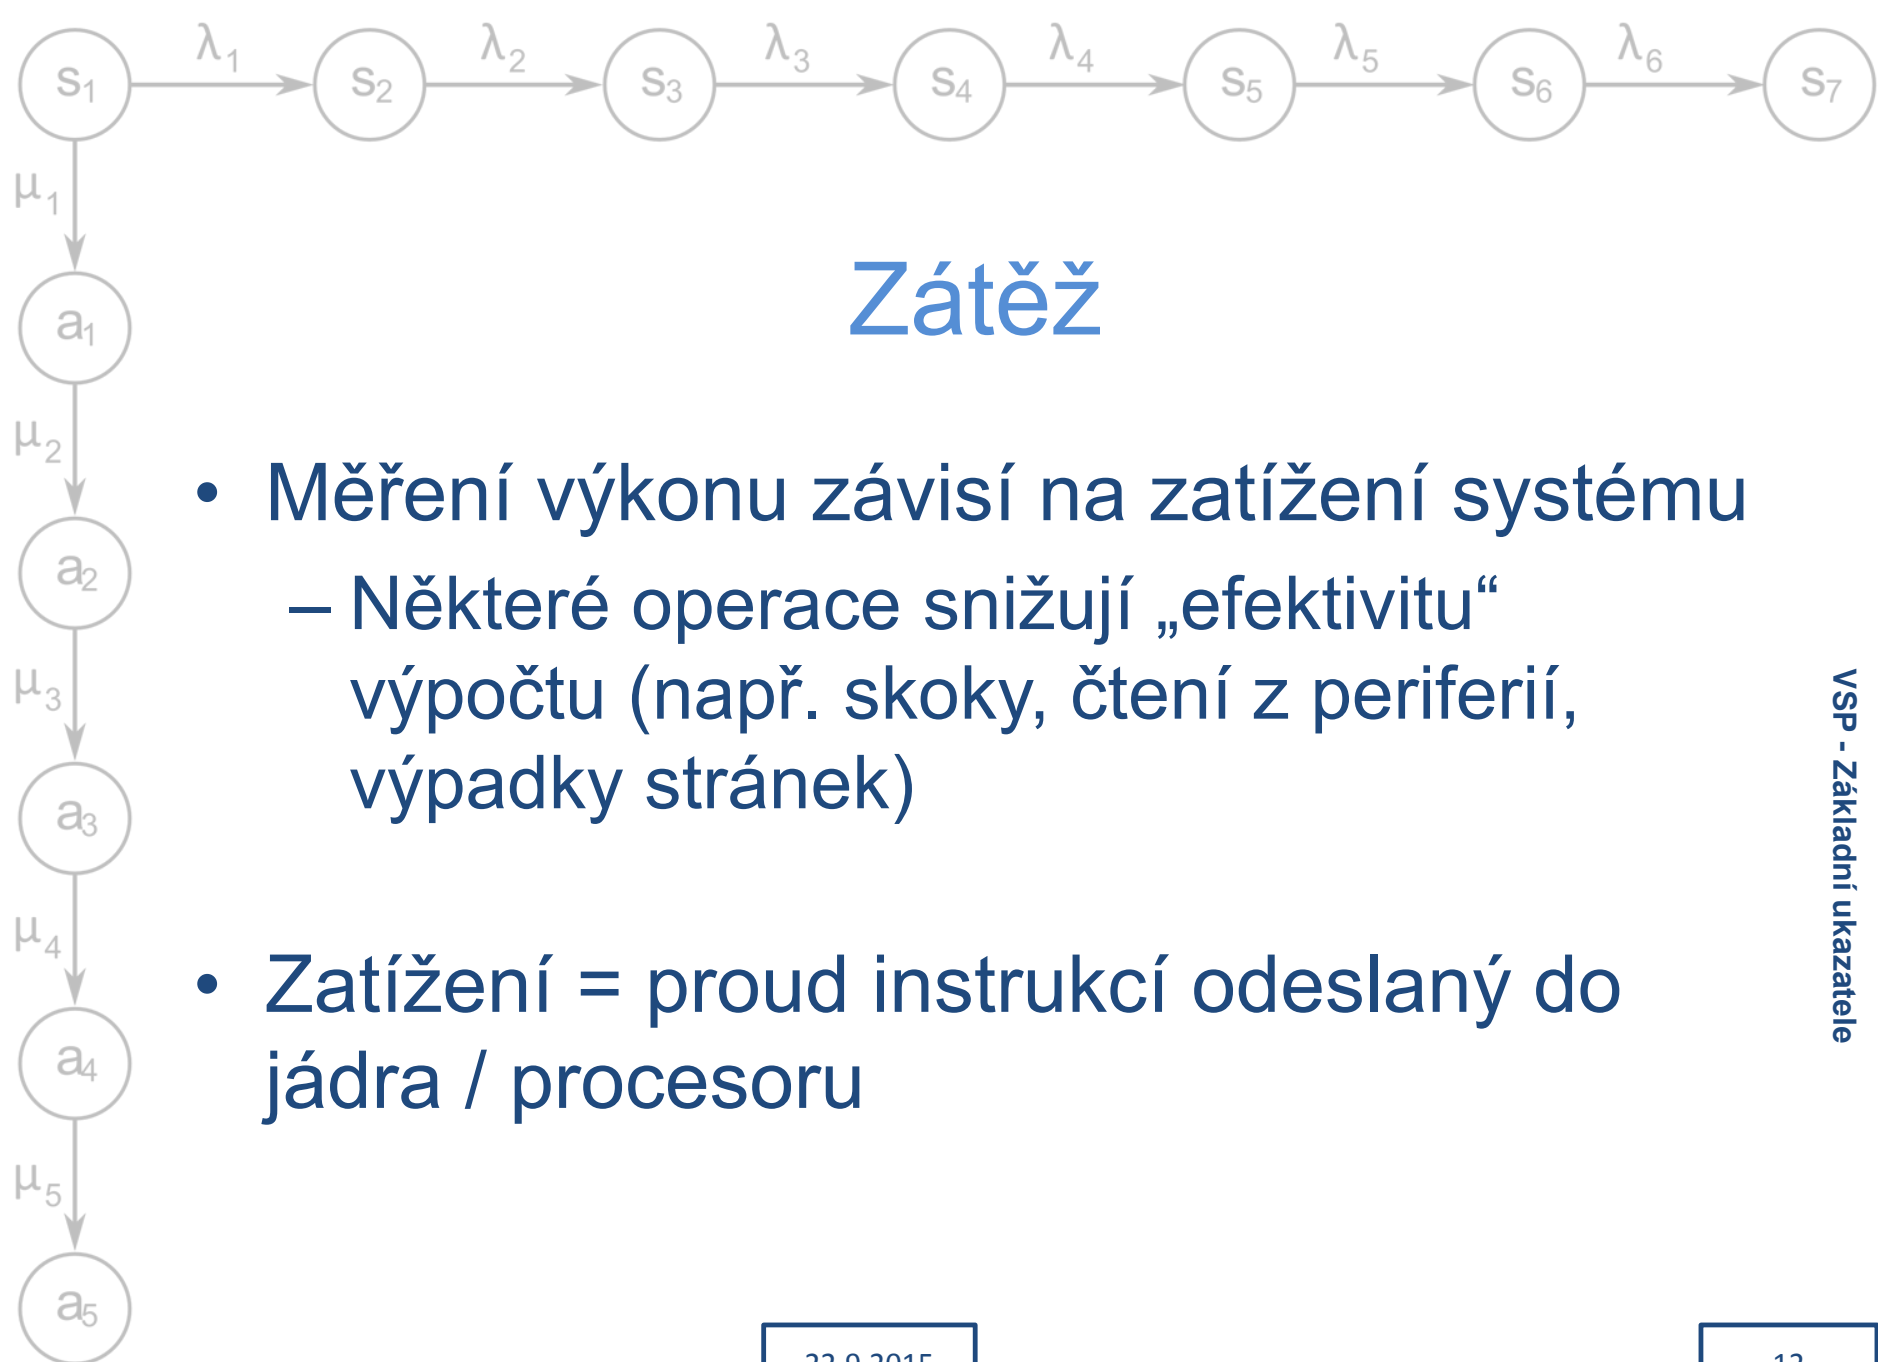 s1 λ1 s2 λ2 s3 λ3 s4 λ4 s5 λ5 s6 λ6 s7
μ1
a1
μ2
a2
μ3
a3
μ4
a4
μ5
a5
Zátěž
• Měření výkonu závisí na zatížení systému
– Některé operace snižují „efektivitu“
výpočtu (např. skoky, čtení z periferií,
výpadky stránek)
• Zatížení = proud instrukcí odeslaný do
jádra / procesoru
VSP - Základní ukazatele